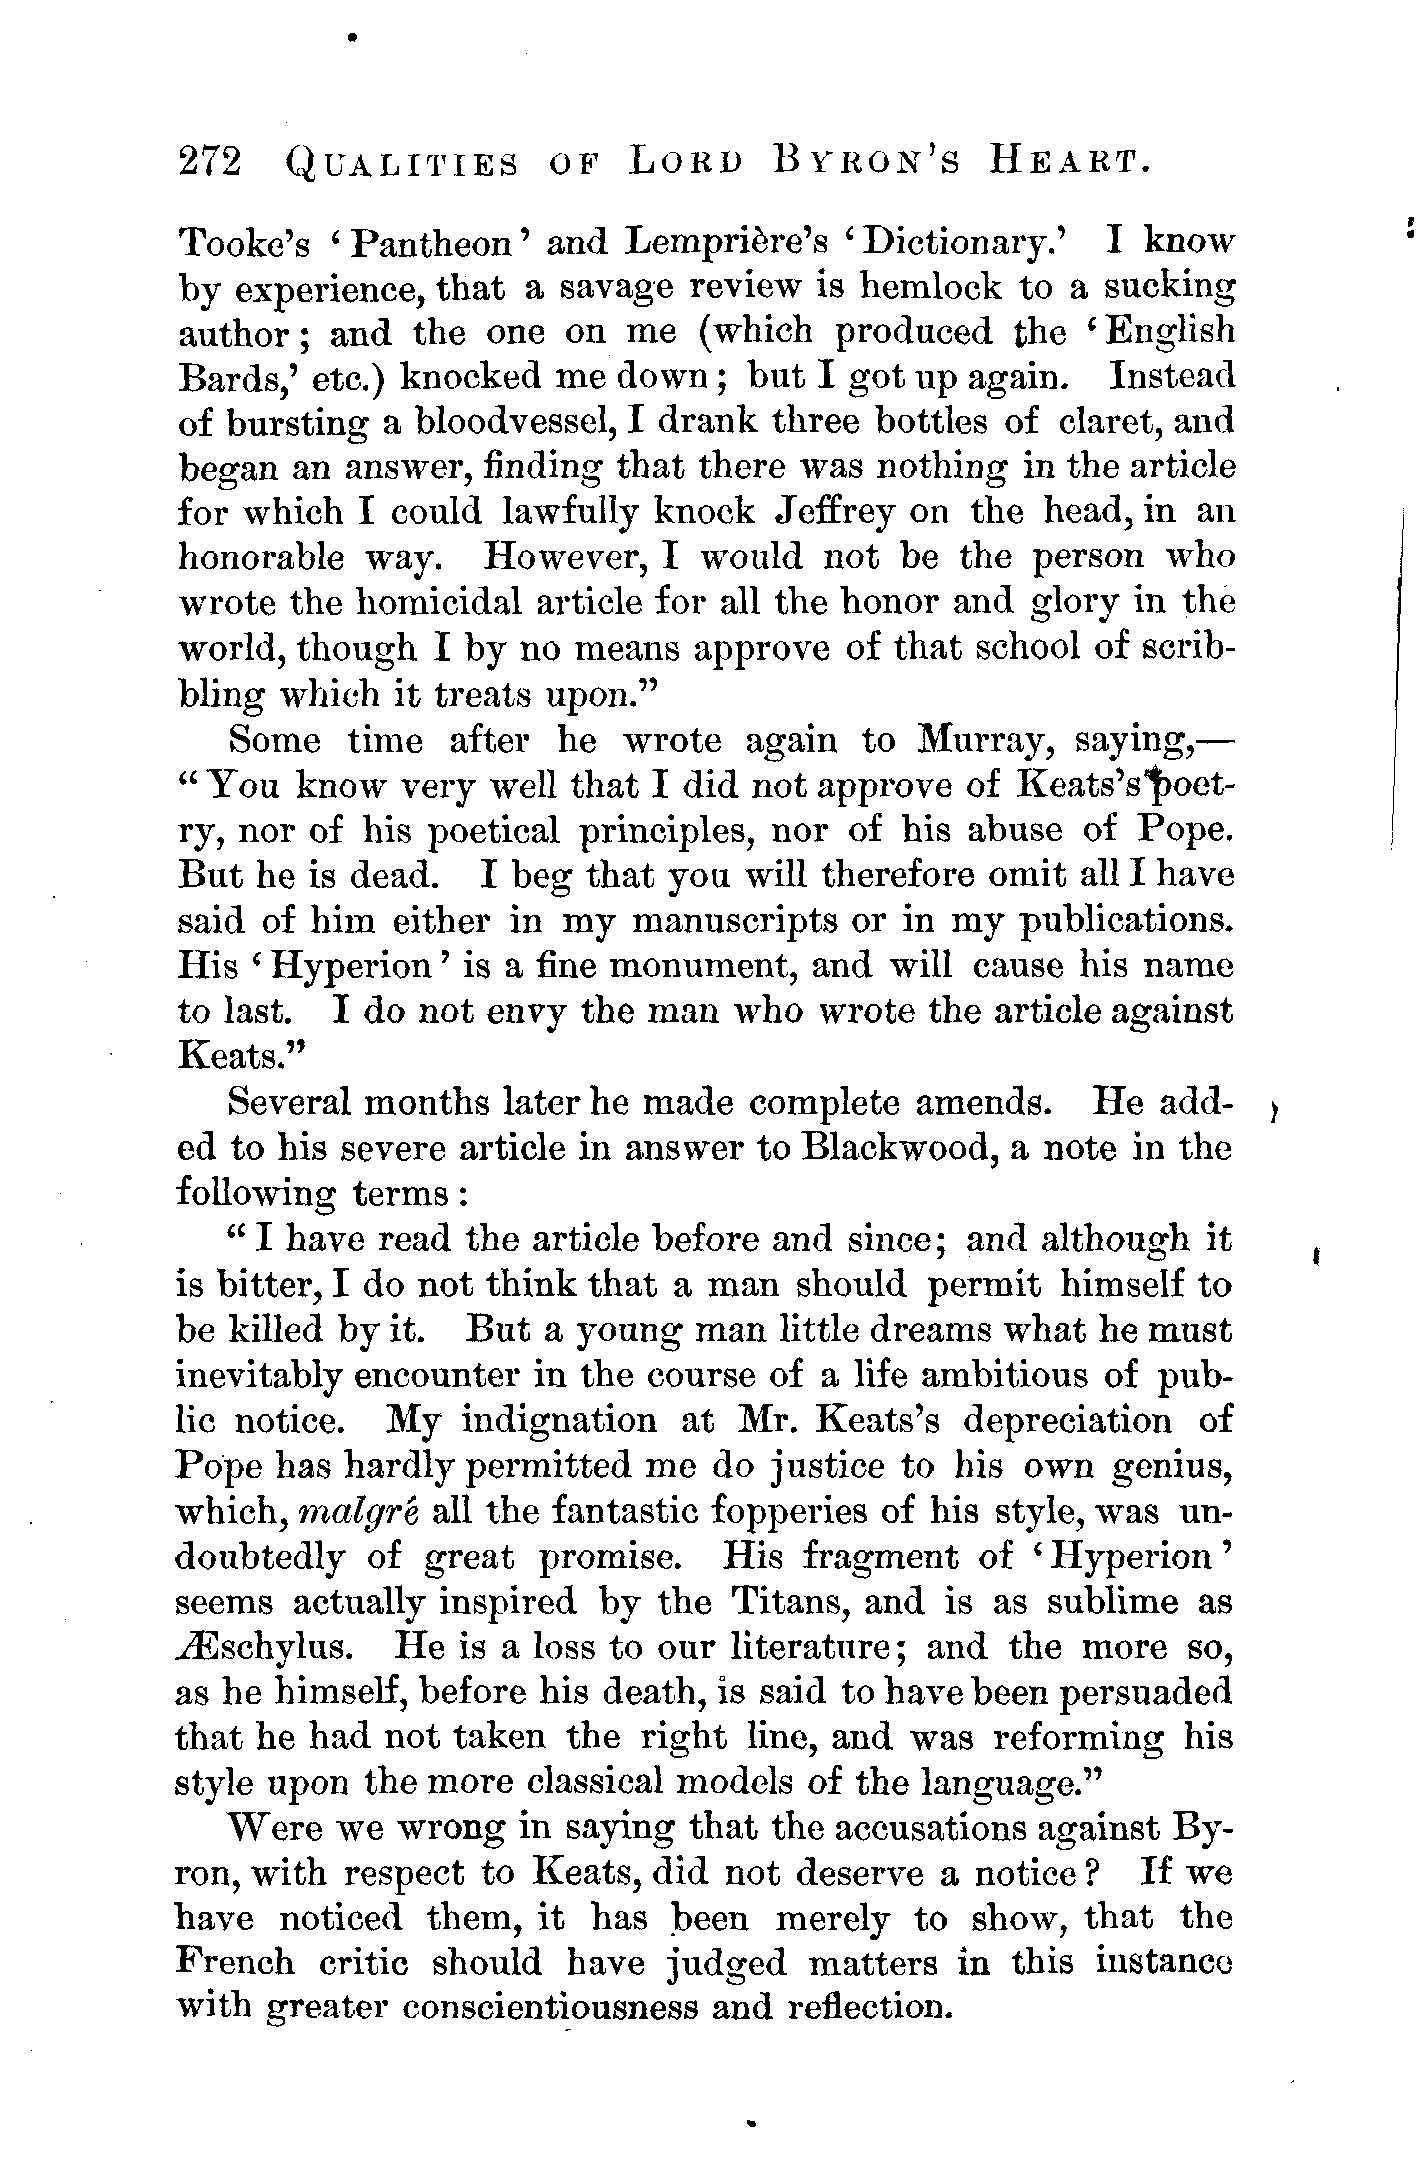 272 QUALITIES OF LORD BYRON'S HEART.
Tooke's ‘Pantheon’ and Lemprière's ‘Dictionary.’ I know
by experience, that a savage review is hemlock to a sucking
author; and the one on me (which produced the ‘English
Bards,’ etc.) knocked me down; but I got up again. Instead
of bursting a bloodvessel, I drank three bottles of claret, and
began an answer, finding that there was nothing in the article
for which I could lawfully knock Jeffrey on the head, in an
honorable way. However, I would not be the person who
wrote the homicidal article for all the honor and glory in the
world, though I by no means approve of that school of scrib-
bling which it treats upon.”
Some time after he wrote again to Murray, saying,—
“You know very well that I did not approve of Keats's poet-
ry, nor of his poetical principles, nor of his abuse of Pope.
But he is dead. I beg that you will therefore omit all I have
said of him either in my manuscripts or in my publications.
His ‘Hyperion’ is a fine monument, and will cause his name
to last. I do not envy the man who wrote the article against
Keats.”
Several months later he made complete amends. He add-
ed to his severe article in answer to Blackwood, a note in the
following terms:
“I have read the article before and since; and although it
is bitter, I do not think that a man should permit himself to
be killed by it. But a young man little dreams what he must
inevitably encounter in the course of a life ambitious of pub-
lic notice. My indignation at Mr. Keats's depreciation of
Pope has hardly permitted me do justice to his own genius,
which, malgré all the fantastic fopperies of his style, was un-
doubtedly of great promise. His fragment of ‘Hyperion’
seems actually inspired by the Titans, and is as sublime as
Æschylus. He is a loss to our literature; and the more so,
as he himself, before his death, is said to have been persuaded
that he had not taken the right line, and was reforming his
style upon the more classical models of the language.”
Were we wrong in saying that the accusations against By-
ron, with respect to Keats, did not deserve a notice? If we
have noticed them, it has been merely to show, that the
French critic should have judged matters in this instance
with greater conscientiousness and reflection.